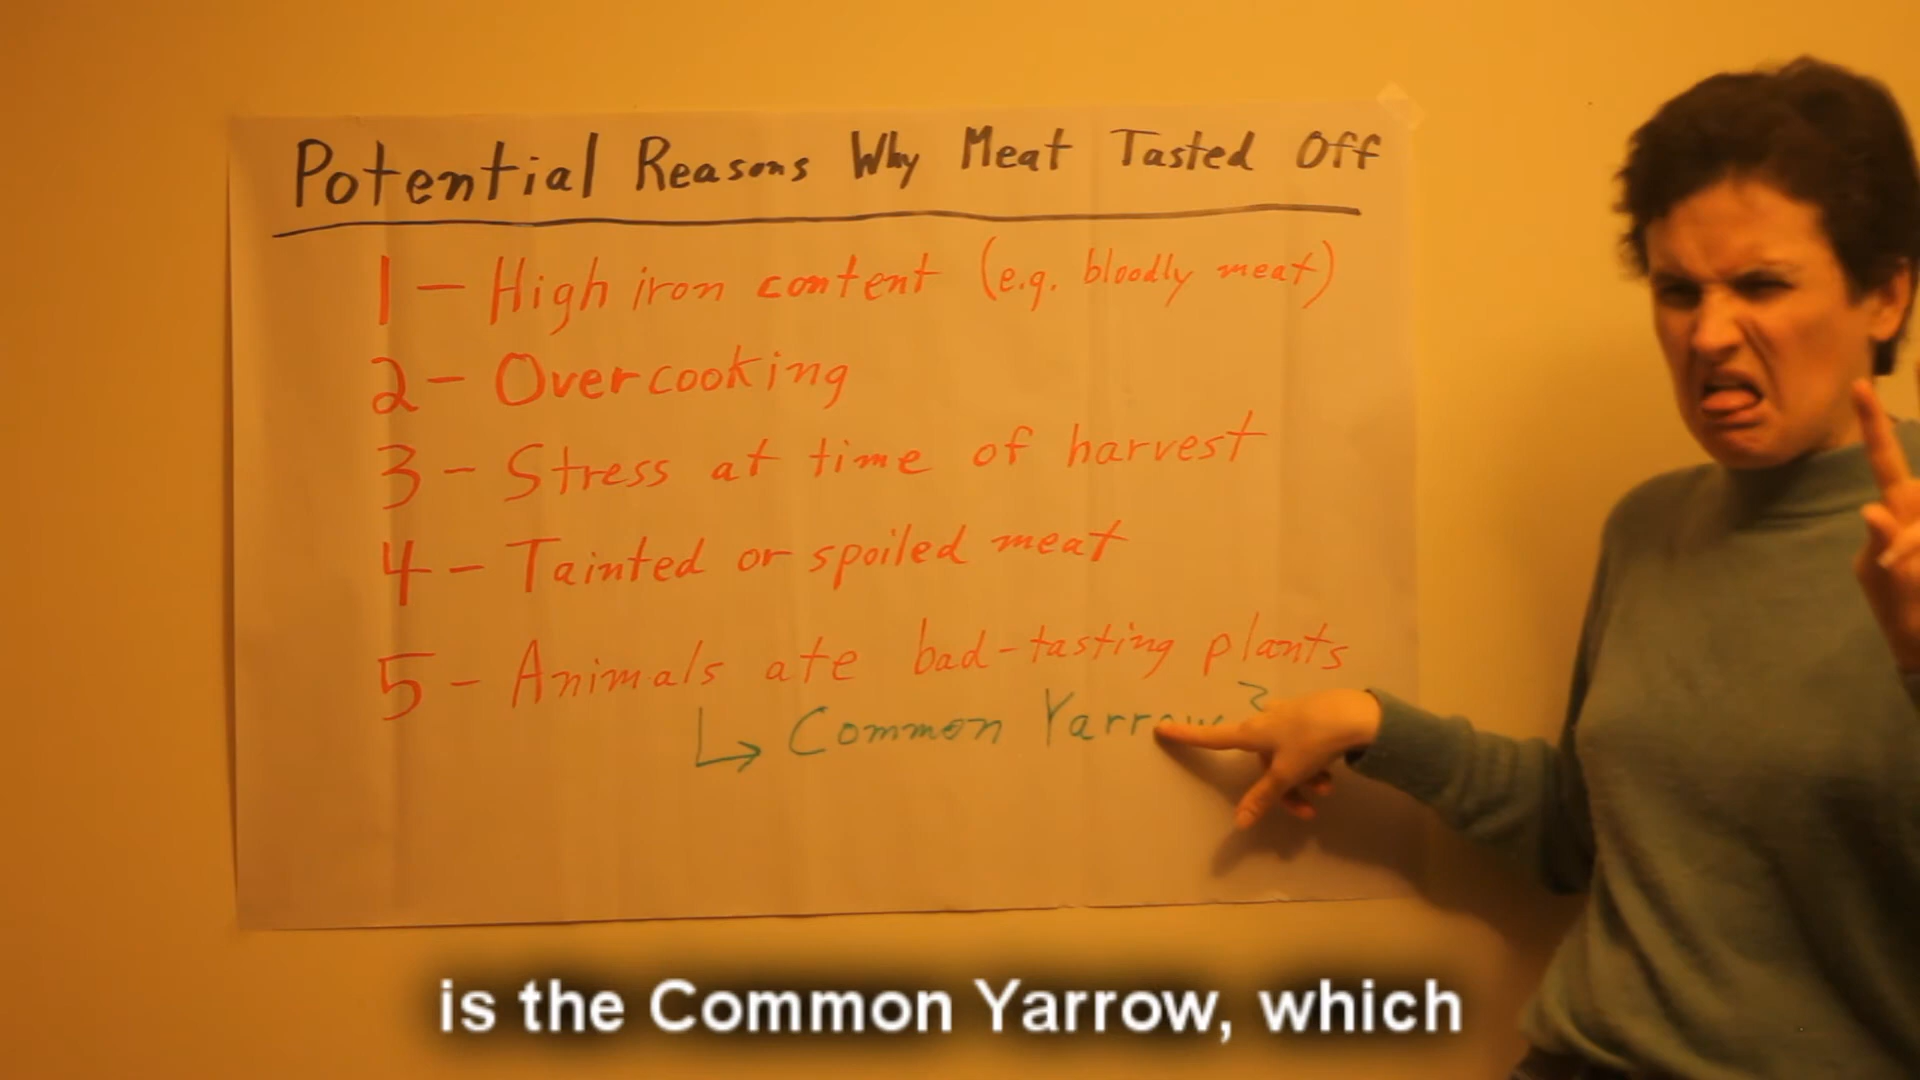 Potential Reasons Why Meat Tasted Off
1 - High iron content (e.g. bloodly meat)
2 - Overcooking
3 - Stress at time of harvest
4 - Tainted or spoiled meat
5 - Animals ate bad-tasting plants
↳ Common Yarrow?
is the Common Yarrow, which